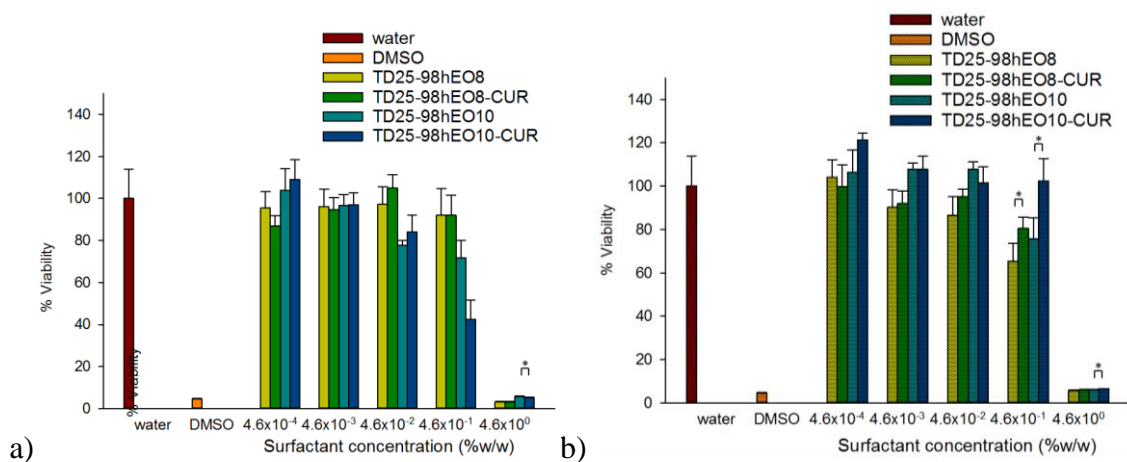 water
DMSO
TD25-98hEO8
TD25-98hEO8-CUR
TD25-98hEO10
TD25-98hEO10-CUR
140
120
100
80
60
40
20
0
% Viability
% Viability
*
water DMSO 4.6x10⁻⁴ 4.6x10⁻³ 4.6x10⁻² 4.6x10⁻¹ 4.6x10⁰
Surfactant concentration (%w/w)
a)
water
DMSO
TD25-98hEO8
TD25-98hEO8-CUR
TD25-98hEO10
TD25-98hEO10-CUR
140
120
100
80
60
40
20
0
% Viability
*
*
*
water DMSO 4.6x10⁻⁴ 4.6x10⁻³ 4.6x10⁻² 4.6x10⁻¹ 4.6x10⁰
Surfactant concentration (%w/w)
b)